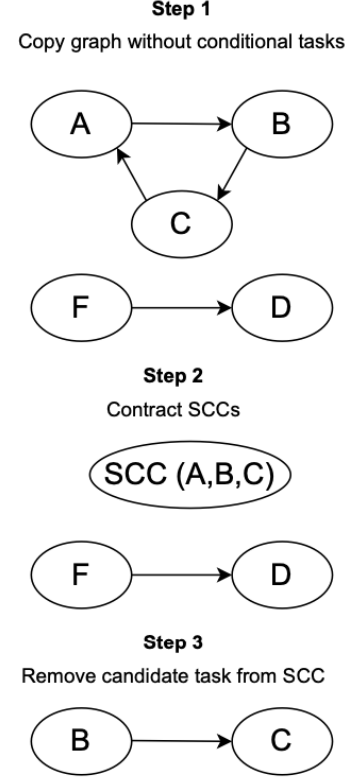 Step 1
Copy graph without conditional tasks
A B
C
F D
Step 2
Contract SCCs
SCC (A,B,C)
F D
Step 3
Remove candidate task from SCC
B C